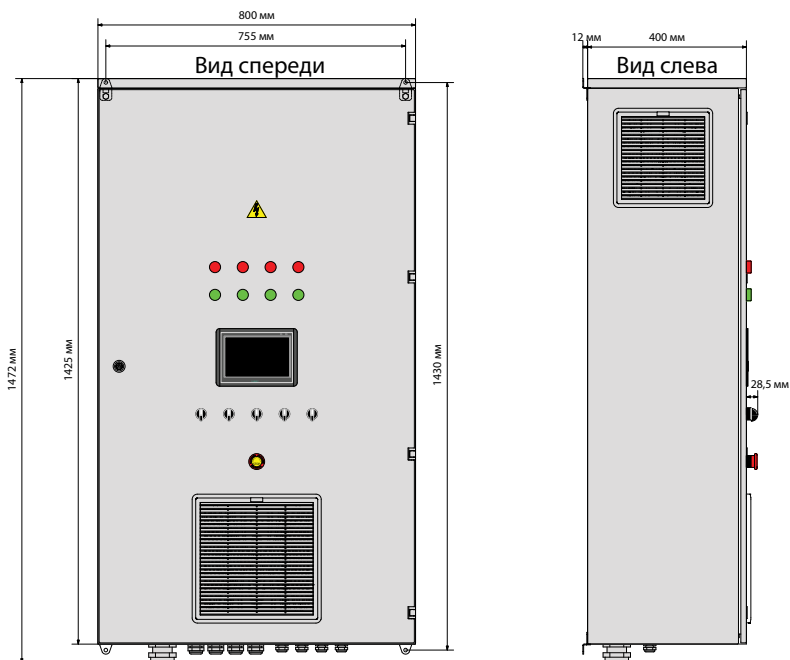 800 мм
755 мм
12 мм
400 мм
Вид спереди
Вид слева
1472 мм
1425 мм
1430 мм
28,5 мм